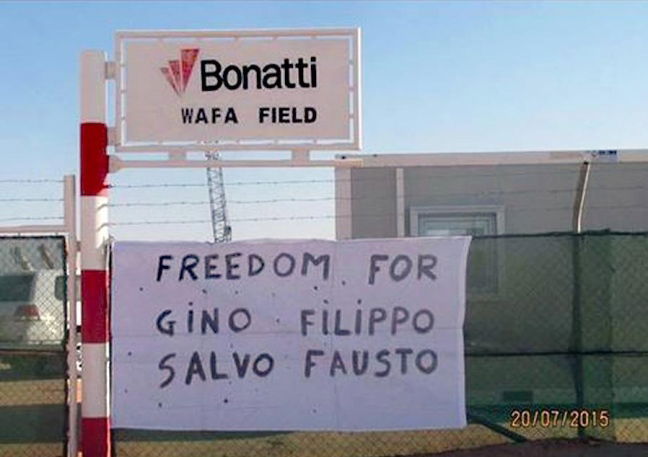 Bonatti
WAFA FIELD
FREEDOM FOR
GINO FILIPPO
SALVO FAUSTO
20/07/2015